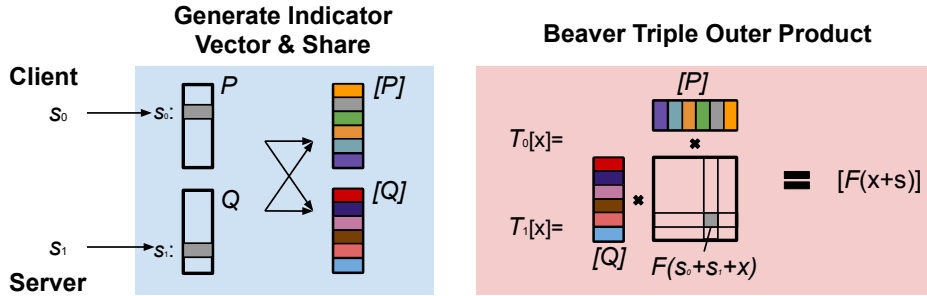 Generate Indicator
Vector & Share
Beaver Triple Outer Product
Client
P
[P]
[P]
s₀
s₀:
T₀[x]=
Q
[Q]
= [F(x+s)]
T₁[x]=
s₁
s₁:
[Q]
F(s₀+s₁+x)
Server